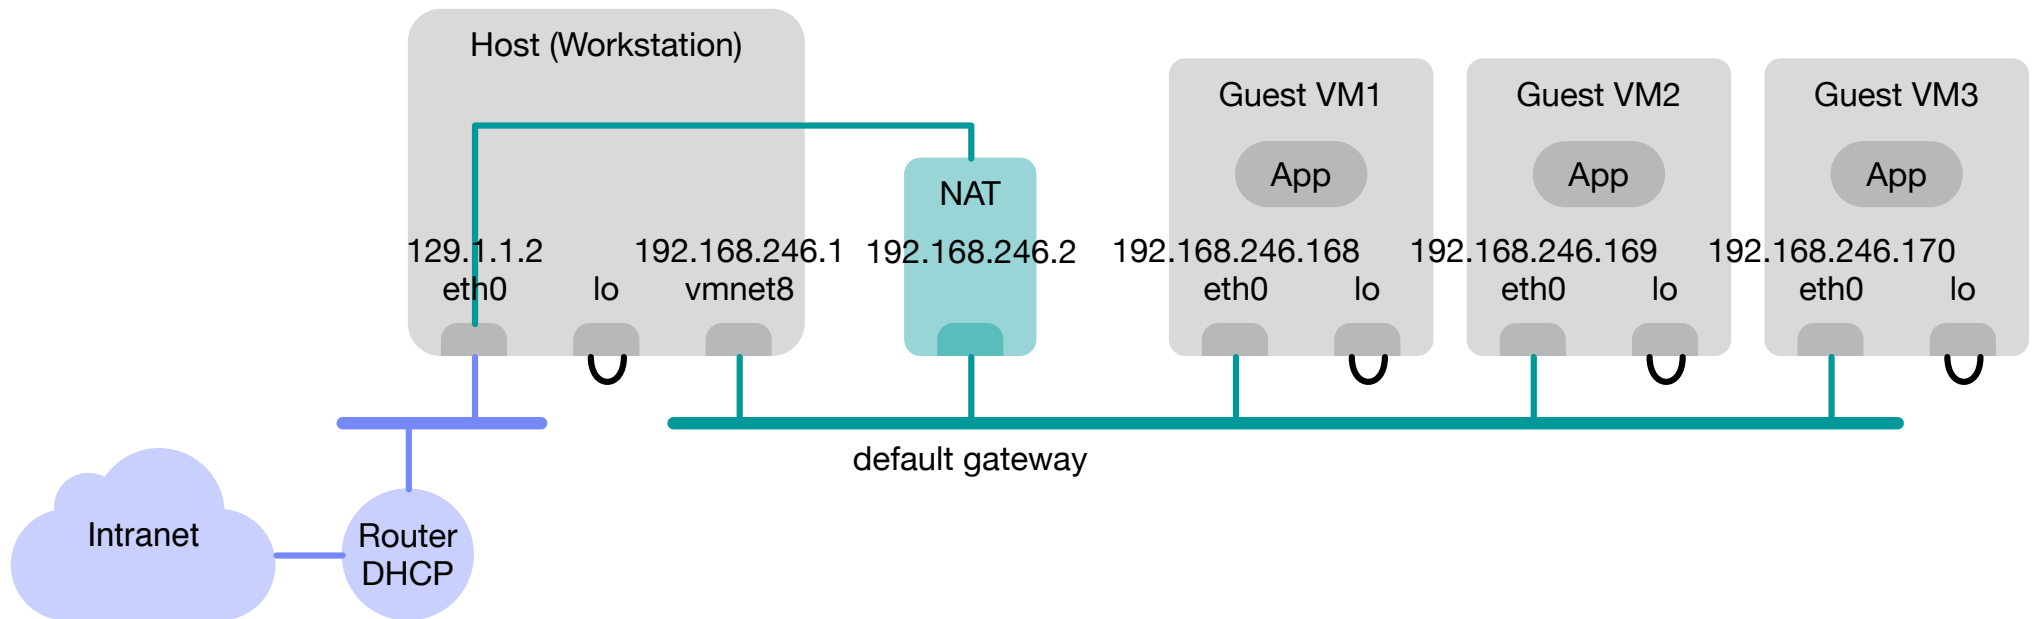 Host (Workstation)
129.1.1.2
eth0
lo
192.168.246.1
vmnet8
NAT
192.168.246.2
Guest VM1
App
192.168.246.168
eth0
lo
Guest VM2
App
192.168.246.169
eth0
lo
Guest VM3
App
192.168.246.170
eth0
lo
default gateway
Intranet
Router
DHCP